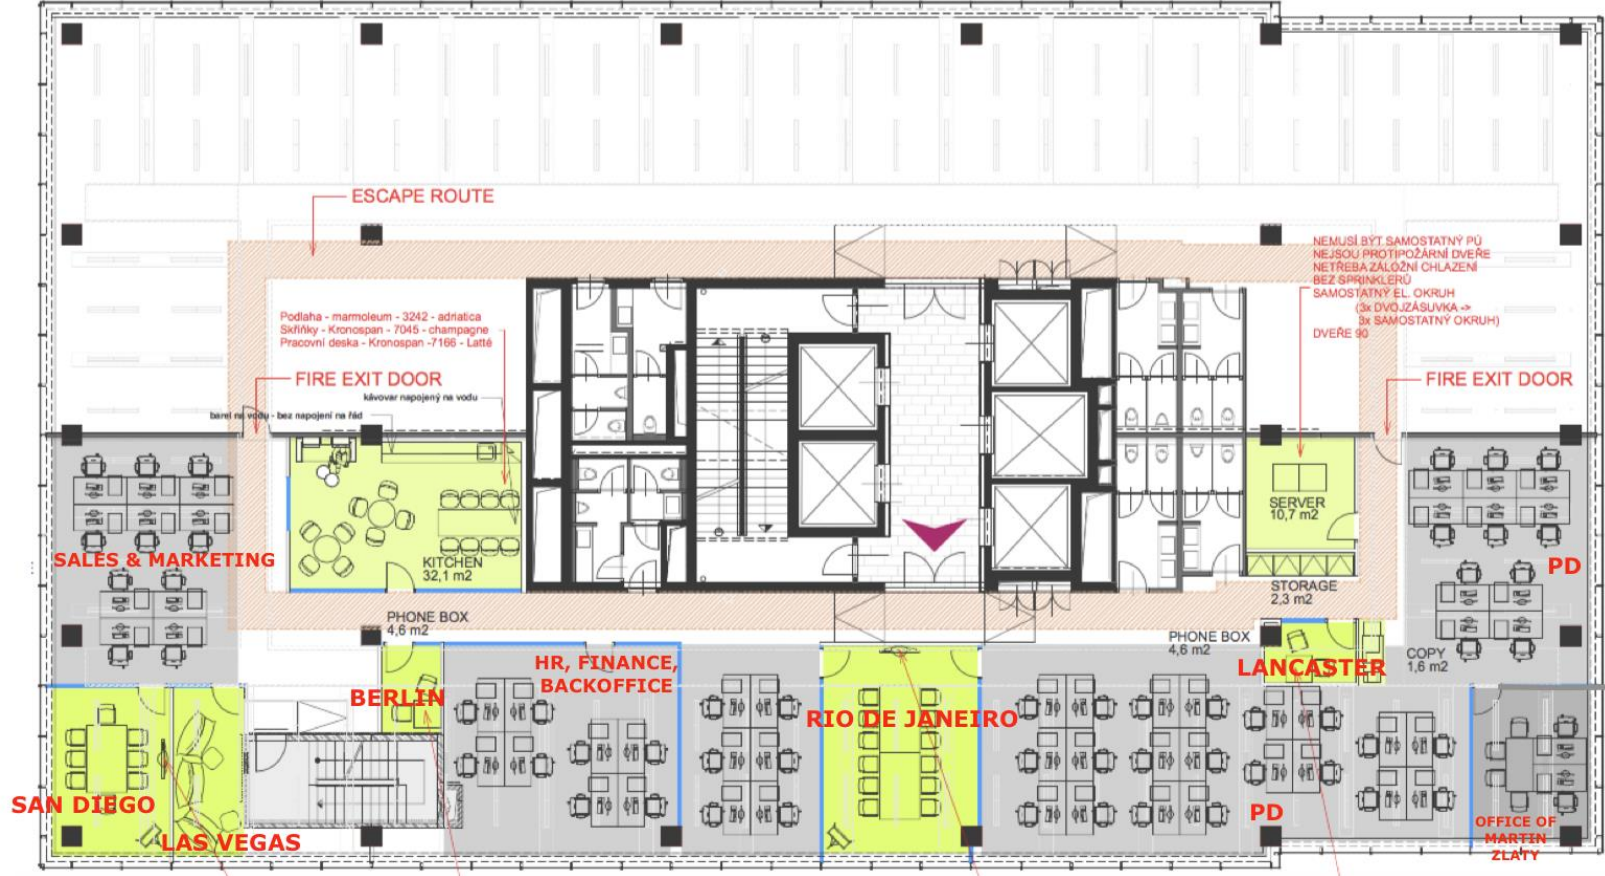 ESCAPE ROUTE
NEMUSÍ BÝT SAMOSTATNÝ PÚ
NEJSOU PROTIPOŽÁRNÍ DVEŘE
NETŘEBA ZÁLOŽNÍ CHLAZENÍ
BEZ SPRINKLERŮ
SAMOSTATNÝ EL. OKRUH
(3x DVOJZÁSUVKA ->
3x SAMOSTATNÝ OKRUH)
DVEŘE 90
Podlaha - marmoleum - 3242 - adriatica
Skříňky - Kronospan - 7045 - champagne
Pracovní deska - Kronospan -7166 - Latté
FIRE EXIT DOOR
FIRE EXIT DOOR
kávovar napojený na vodu
barel na vodu - bez napojení na řád
SERVER
10,7 m2
SALES & MARKETING
KITCHEN
32,1 m2
PD
STORAGE
2,3 m2
PHONE BOX
4,6 m2
PHONE BOX
4,6 m2
COPY
1,6 m2
HR, FINANCE,
BACKOFFICE
LANCASTER
BERLIN
RIO DE JANEIRO
SAN DIEGO
LAS VEGAS
PD
OFFICE OF
MARTIN
ZLATY